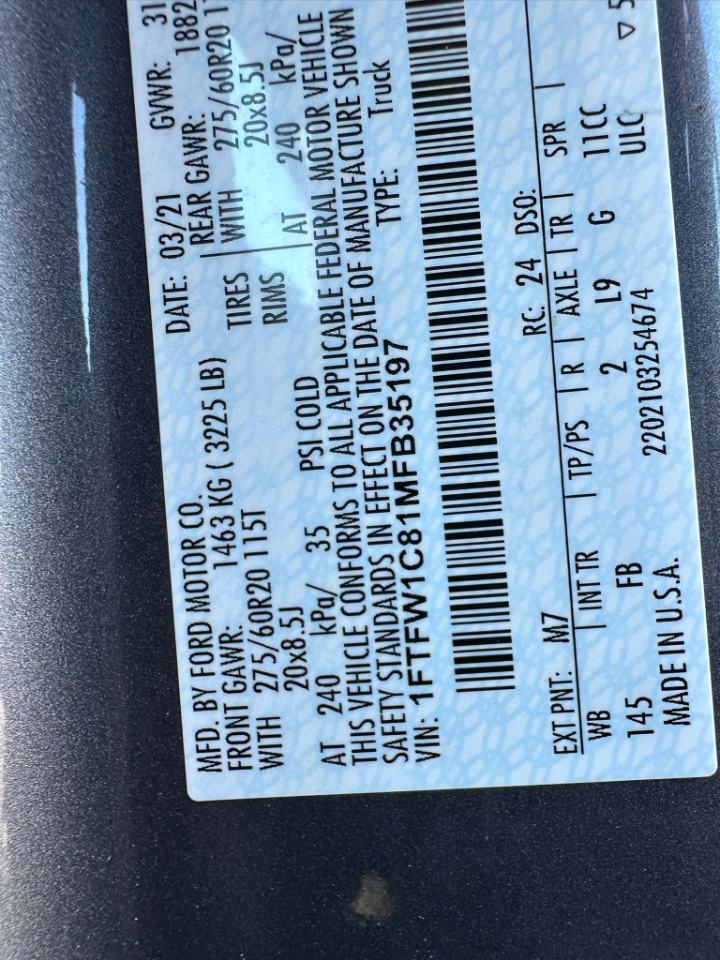 MFD. BY FORD MOTOR CO. DATE: 03/21 GVWR: 31
FRONT GAWR: 1463 KG ( 3225 LB) REAR GAWR: 1882
WITH 275/60R20 115T TIRES WITH 275/60R20 11
20x8.5J RIMS 20x8.5J
AT 240 kPa/ 35 PSI COLD AT 240 kPa/
THIS VEHICLE CONFORMS TO ALL APPLICABLE FEDERAL MOTOR VEHICLE
SAFETY STANDARDS IN EFFECT ON THE DATE OF MANUFACTURE SHOWN
VIN: 1FTFW1C81MFB35197 TYPE: Truck
EXT PNT: M7 RC: 24 DSO:
WB INT TR TP/PS R AXLE TR SPR
145 FB 2 L9 G 11CC
MADE IN U.S.A. 2202103254674 ULC
▽ 5